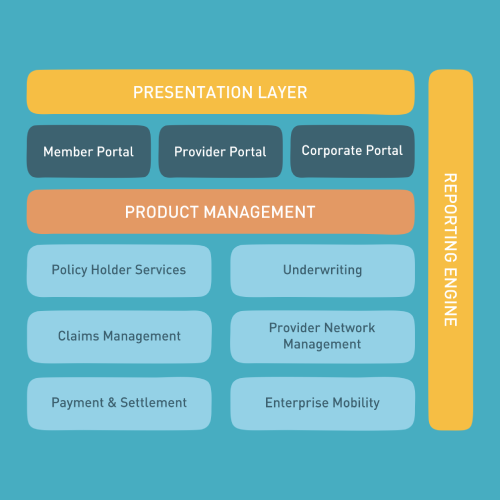 PRESENTATION LAYER
Member Portal
Provider Portal
Corporate Portal
PRODUCT MANAGEMENT
Policy Holder Services
Underwriting
Claims Management
Provider Network
Management
Payment & Settlement
Enterprise Mobility
REPORTING ENGINE